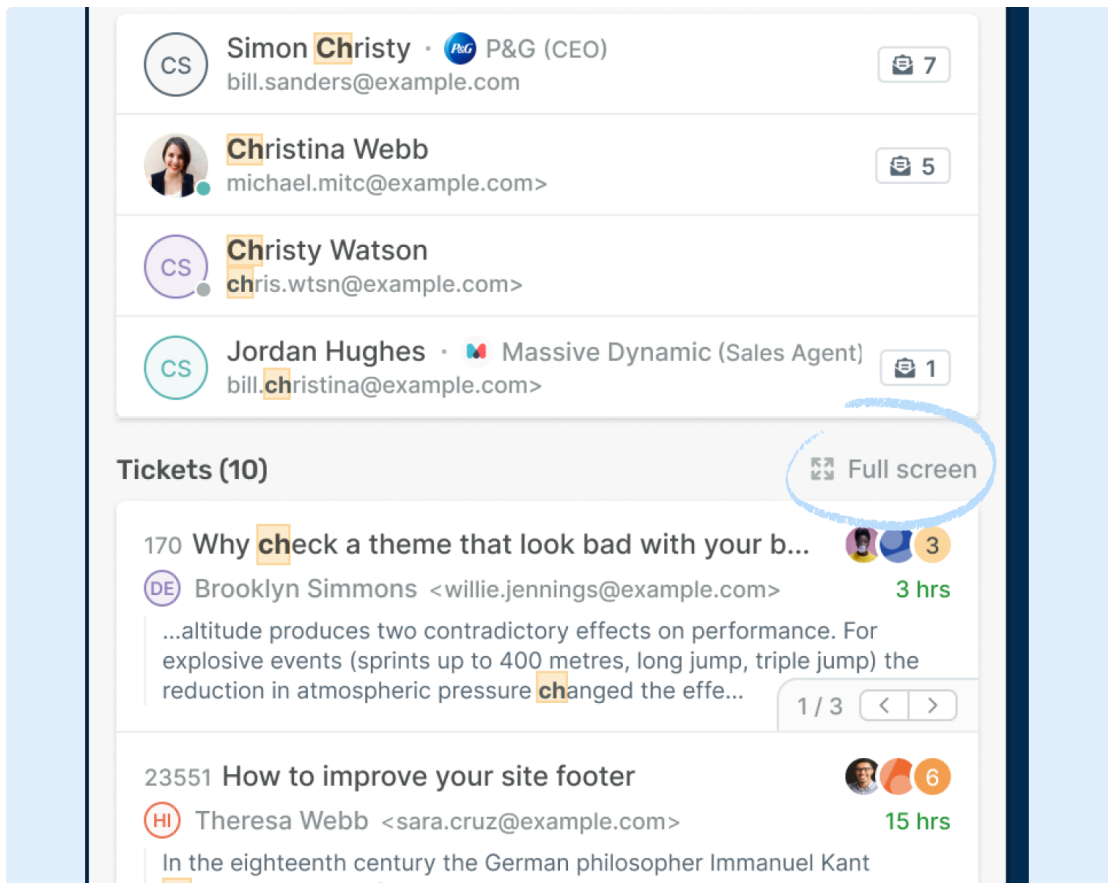 CS
Simon Christy · P&G P&G (CEO)
bill.sanders@example.com
7
Christina Webb
michael.mitc@example.com>
5
CS
Christy Watson
chris.wtsn@example.com>
CS
Jordan Hughes · Massive Dynamic (Sales Agent)
bill.christina@example.com>
1
Tickets (10)
Full screen
170 Why check a theme that look bad with your b...
3
DE Brooklyn Simmons <willie.jennings@example.com>
3 hrs
...altitude produces two contradictory effects on performance. For
explosive events (sprints up to 400 metres, long jump, triple jump) the
reduction in atmospheric pressure changed the effe...
1 / 3
23551 How to improve your site footer
6
HI Theresa Webb <sara.cruz@example.com>
15 hrs
In the eighteenth century the German philosopher Immanuel Kant